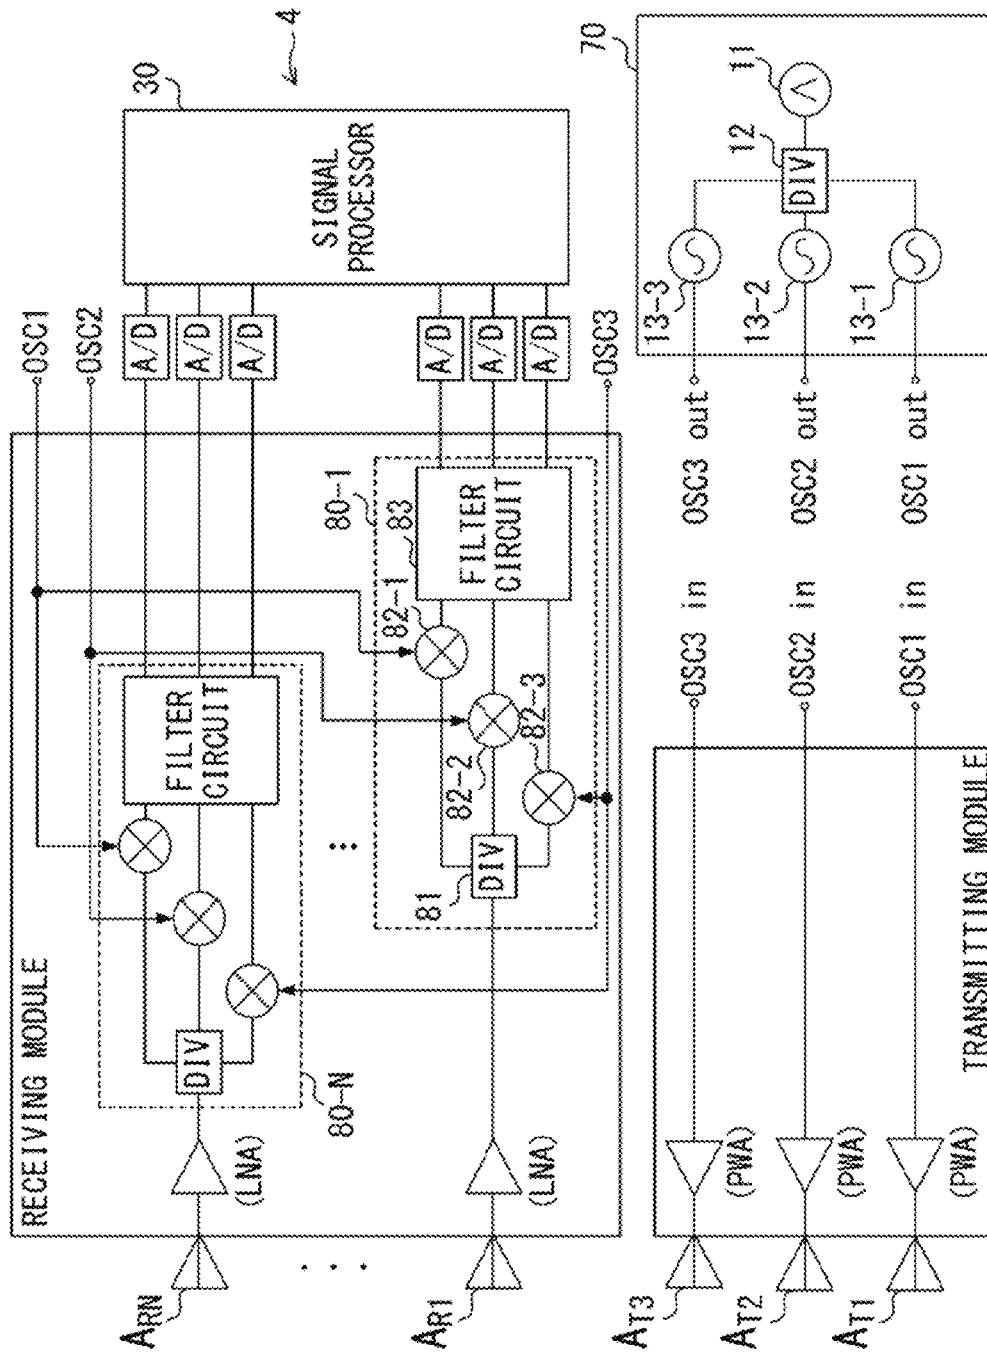 4
RECEIVING MODULE
OSC1
OSC2
A/D
A/D
A/D
30
SIGNAL
PROCESSOR
FILTER
CIRCUIT
DIV
80-N
ARN
(LNA)
80-1
82-1
83
FILTER
CIRCUIT
82-2
82-3
81
DIV
AR1
(LNA)
A/D
A/D
A/D
OSC3
AT3
(PWA)
OSC3 in
OSC3 out
13-3
70
AT2
(PWA)
OSC2 in
OSC2 out
13-2
DIV
12
11
AT1
(PWA)
OSC1 in
OSC1 out
13-1
TRANSMITTING MODULE